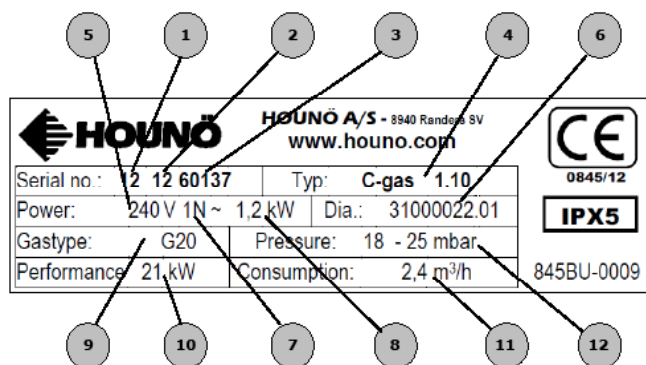 5 1 2 3 4 6
HOUNÖ
HOUNÖ A/S - 8940 Randers SV
www.houno.com
CE
0845/12
Serial no.: 12 12 60137 Typ: C-gas 1.10
Power: 240 V 1N ~ 1,2 kW Dia.: 31000022.01
IPX5
Gastype: G20 Pressure: 18 - 25 mbar
Performance 21 kW Consumption: 2,4 m³/h
845BU-0009
9 10 7 8 11 12